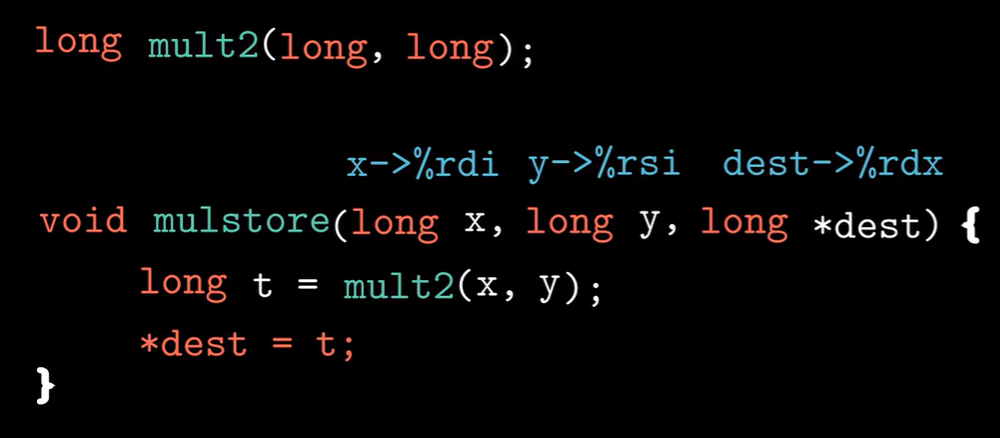 long mult2(long, long);
x->%rdi y->%rsi dest->%rdx
void mulstore(long x, long y, long *dest) {
long t = mult2(x, y);
*dest = t;
}